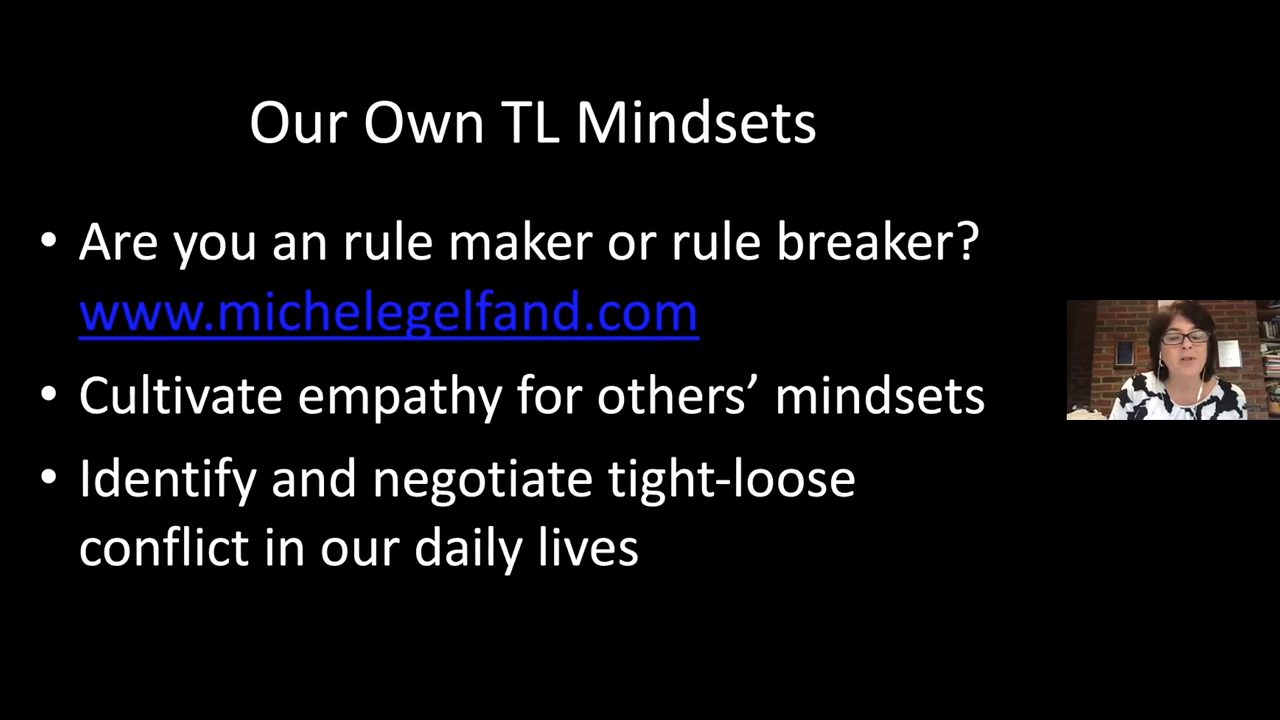 Our Own TL Mindsets
• Are you an rule maker or rule breaker?
www.michelegelfand.com
• Cultivate empathy for others’ mindsets
• Identify and negotiate tight-loose
conflict in our daily lives